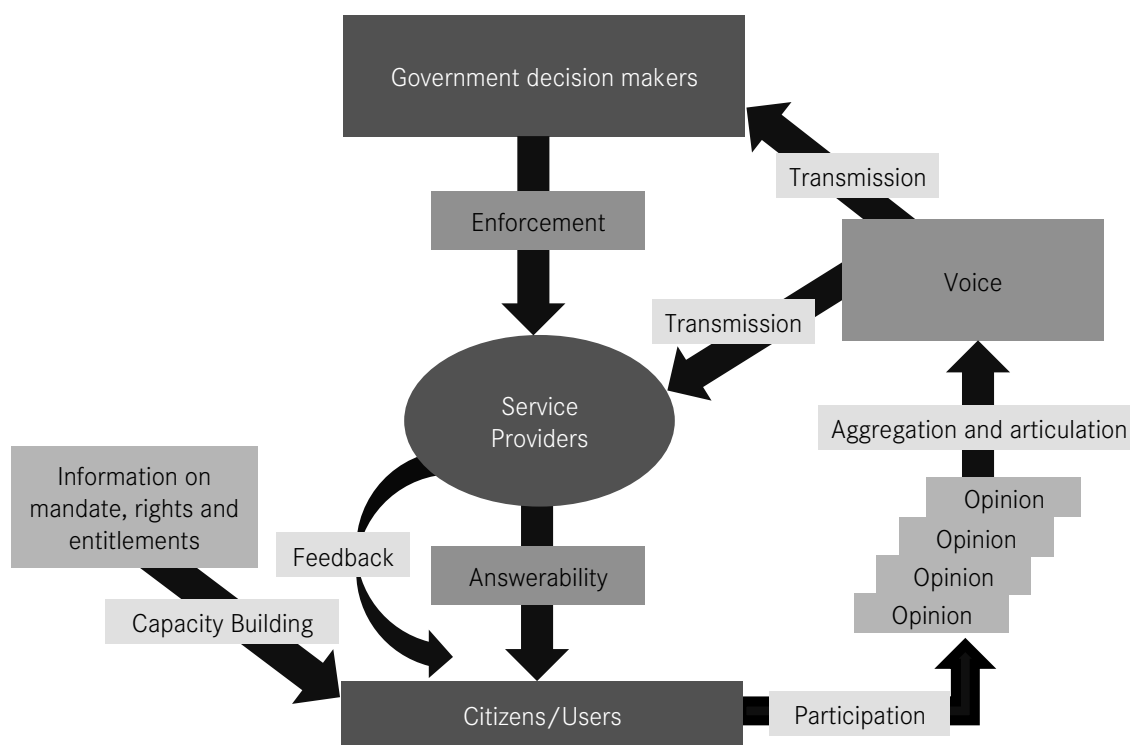 Government decision makers
Transmission
Enforcement
Voice
Transmission
Service
Providers
Aggregation and articulation
Information on
mandate, rights and
entitlements
Opinion
Opinion
Feedback
Answerability
Opinion
Opinion
Capacity Building
Citizens/Users
Participation